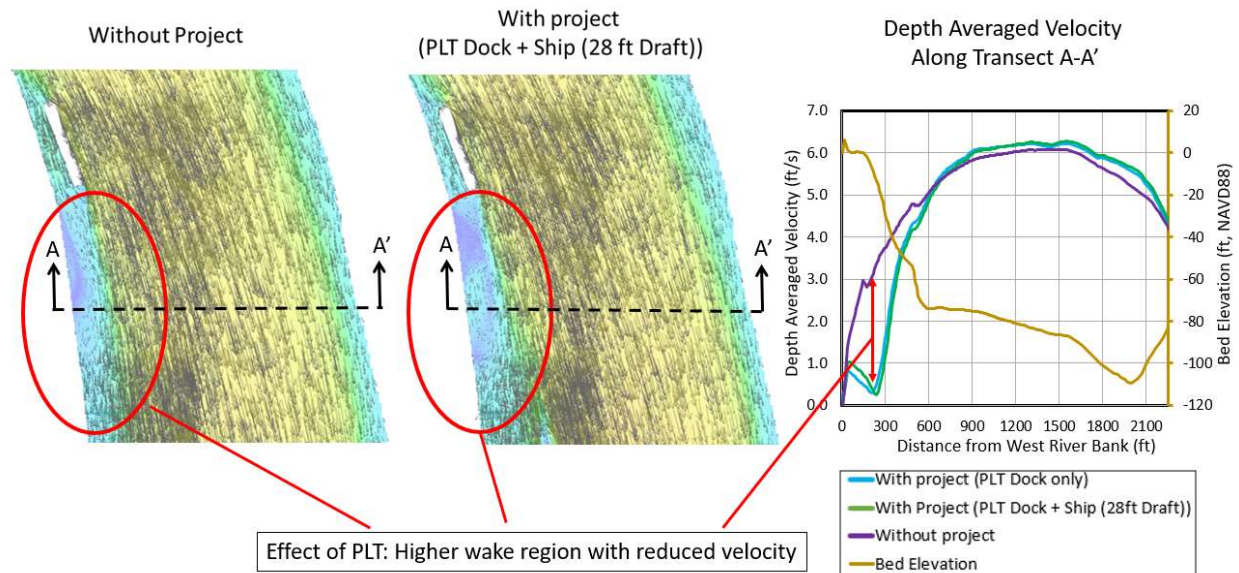 Without Project
With project
(PLT Dock + Ship (28 ft Draft))
Depth Averaged Velocity
Along Transect A-A’
A
A’
A
A’
7.0
6.0
5.0
4.0
3.0
2.0
1.0
0.0
Depth Averaged Velocity (ft/s)
20
0
-20
-40
-60
-80
-100
-120
Bed Elevation (ft, NAVD88)
0 300 600 900 1200 1500 1800 2100
Distance from West River Bank (ft)
With project (PLT Dock only)
With Project (PLT Dock + Ship (28ft Draft))
Without project
Bed Elevation
Effect of PLT: Higher wake region with reduced velocity